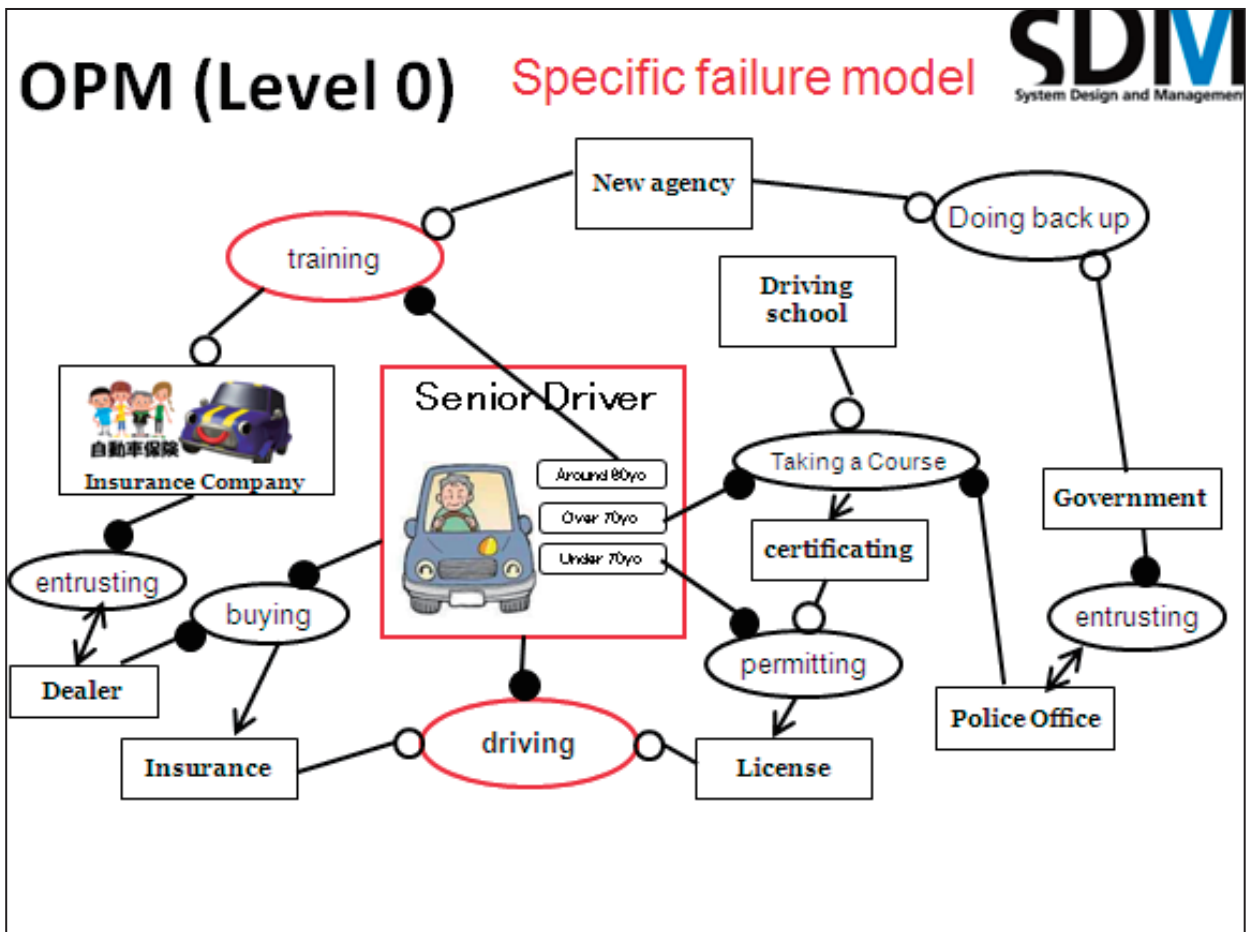 OPM (Level 0)
Specific failure model
SDM
System Design and Management
New agency
Doing back up
training
Driving
school
Senior Driver
自動車保険
Insurance Company
Around 60yo
Over 70yo
Under 70yo
Taking a Course
Government
certificating
entrusting
buying
entrusting
permitting
Dealer
Police Office
driving
Insurance
License